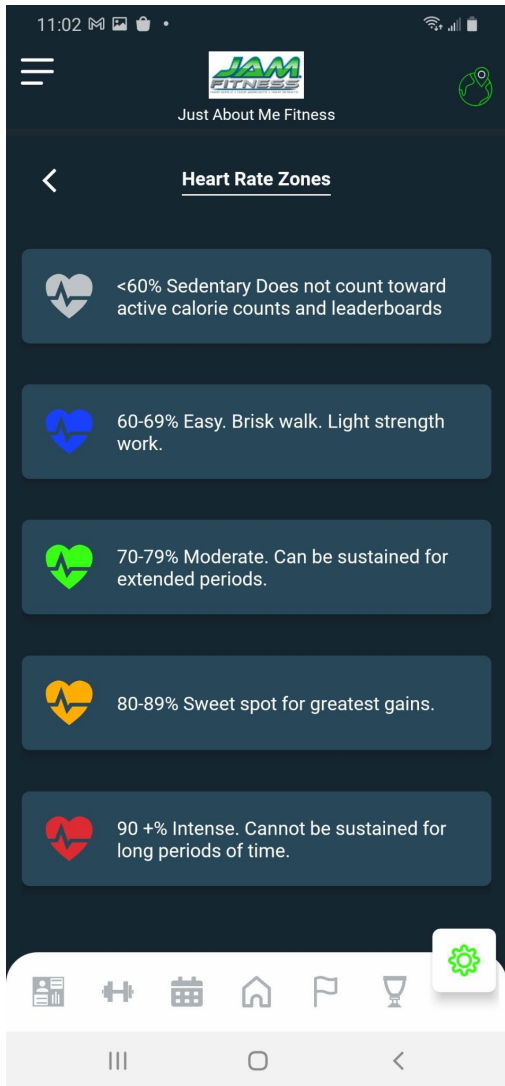 11:02
JAM
FITNESS
Just About Me Fitness
Heart Rate Zones
<60% Sedentary Does not count toward
active calorie counts and leaderboards
60-69% Easy. Brisk walk. Light strength
work.
70-79% Moderate. Can be sustained for
extended periods.
80-89% Sweet spot for greatest gains.
90 +% Intense. Cannot be sustained for
long periods of time.